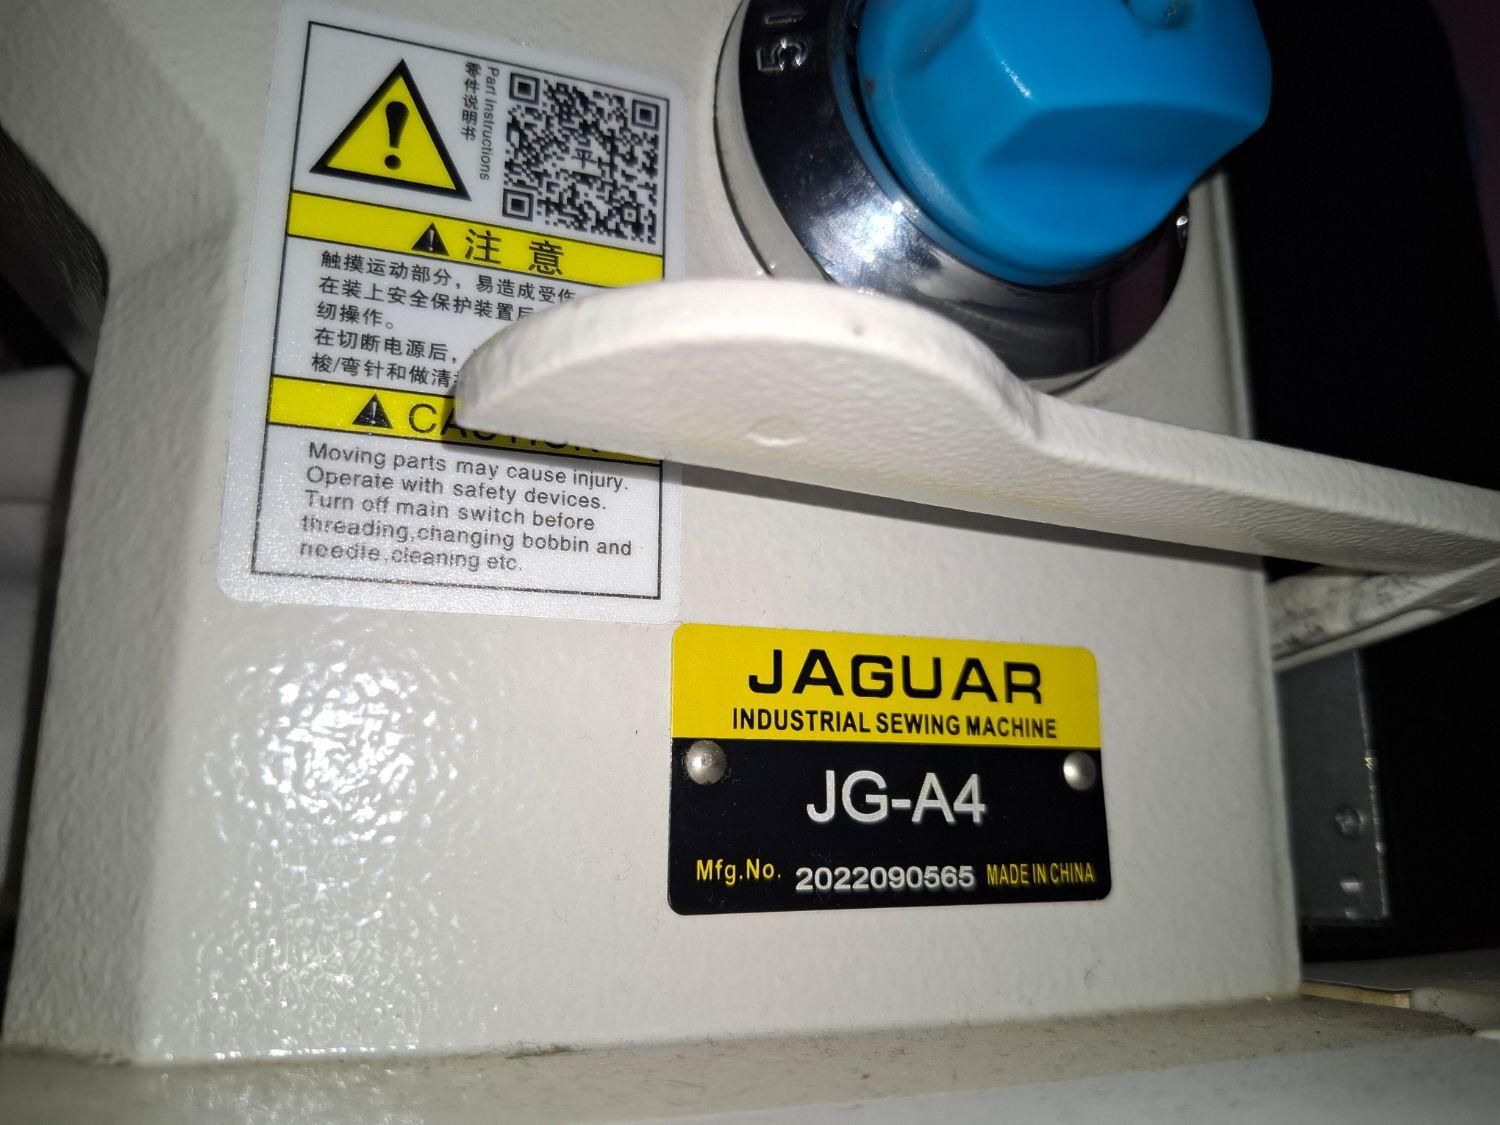 零件说明书
Part Instructions
注 意
触摸运动部分，易造成受伤
在装上安全保护装置后
纫操作。
在切断电源后，
梭/弯针和做清
CAUTION
Moving parts may cause injury.
Operate with safety devices.
Turn off main switch before
threading,changing bobbin and
needle,cleaning etc.
5
JAGUAR
INDUSTRIAL SEWING MACHINE
JG-A4
Mfg.No. 2022090565 MADE IN CHINA